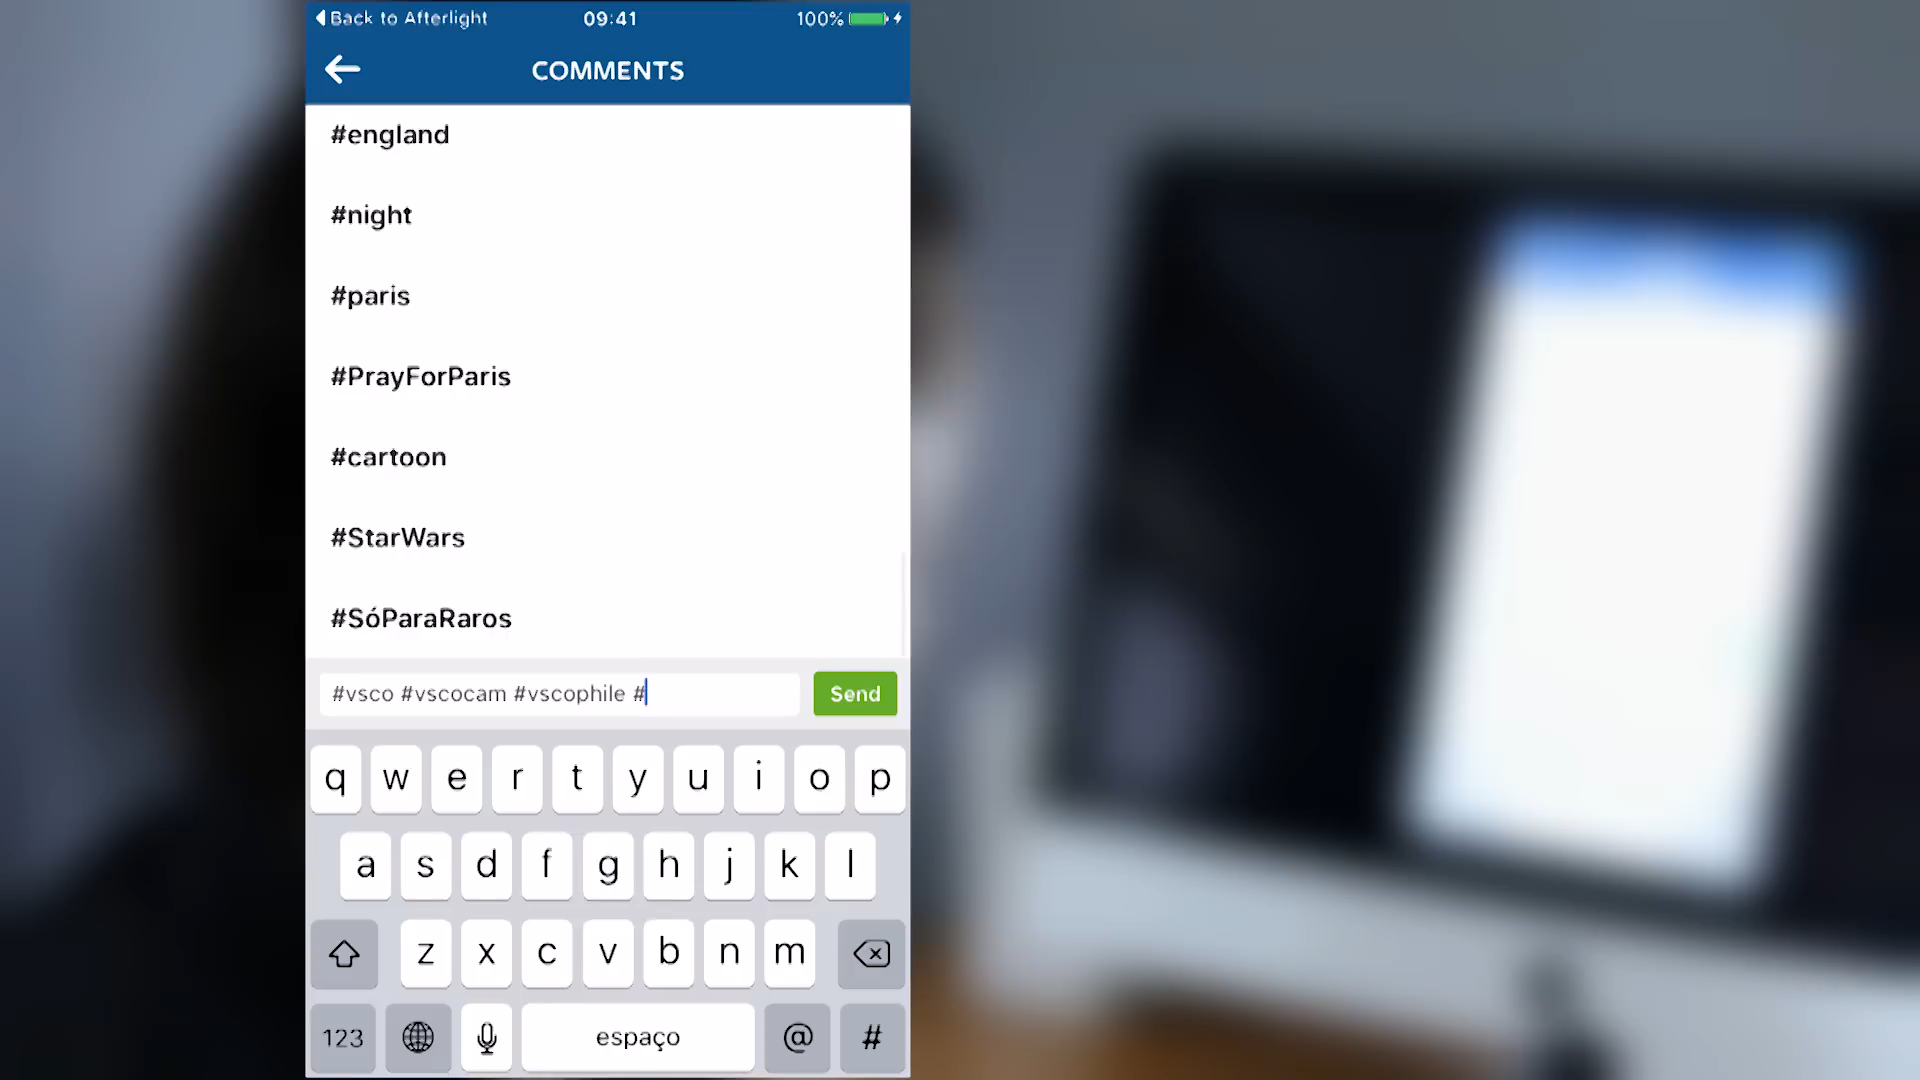 Back to Afterlight 09:41 100%
COMMENTS
#england
#night
#paris
#PrayForParis
#cartoon
#StarWars
#SóParaRaros
#vsco #vscocam #vscophile # Send
q w e r t y u i o p
a s d f g h j k l
z x c v b n m
123 espaço @ #